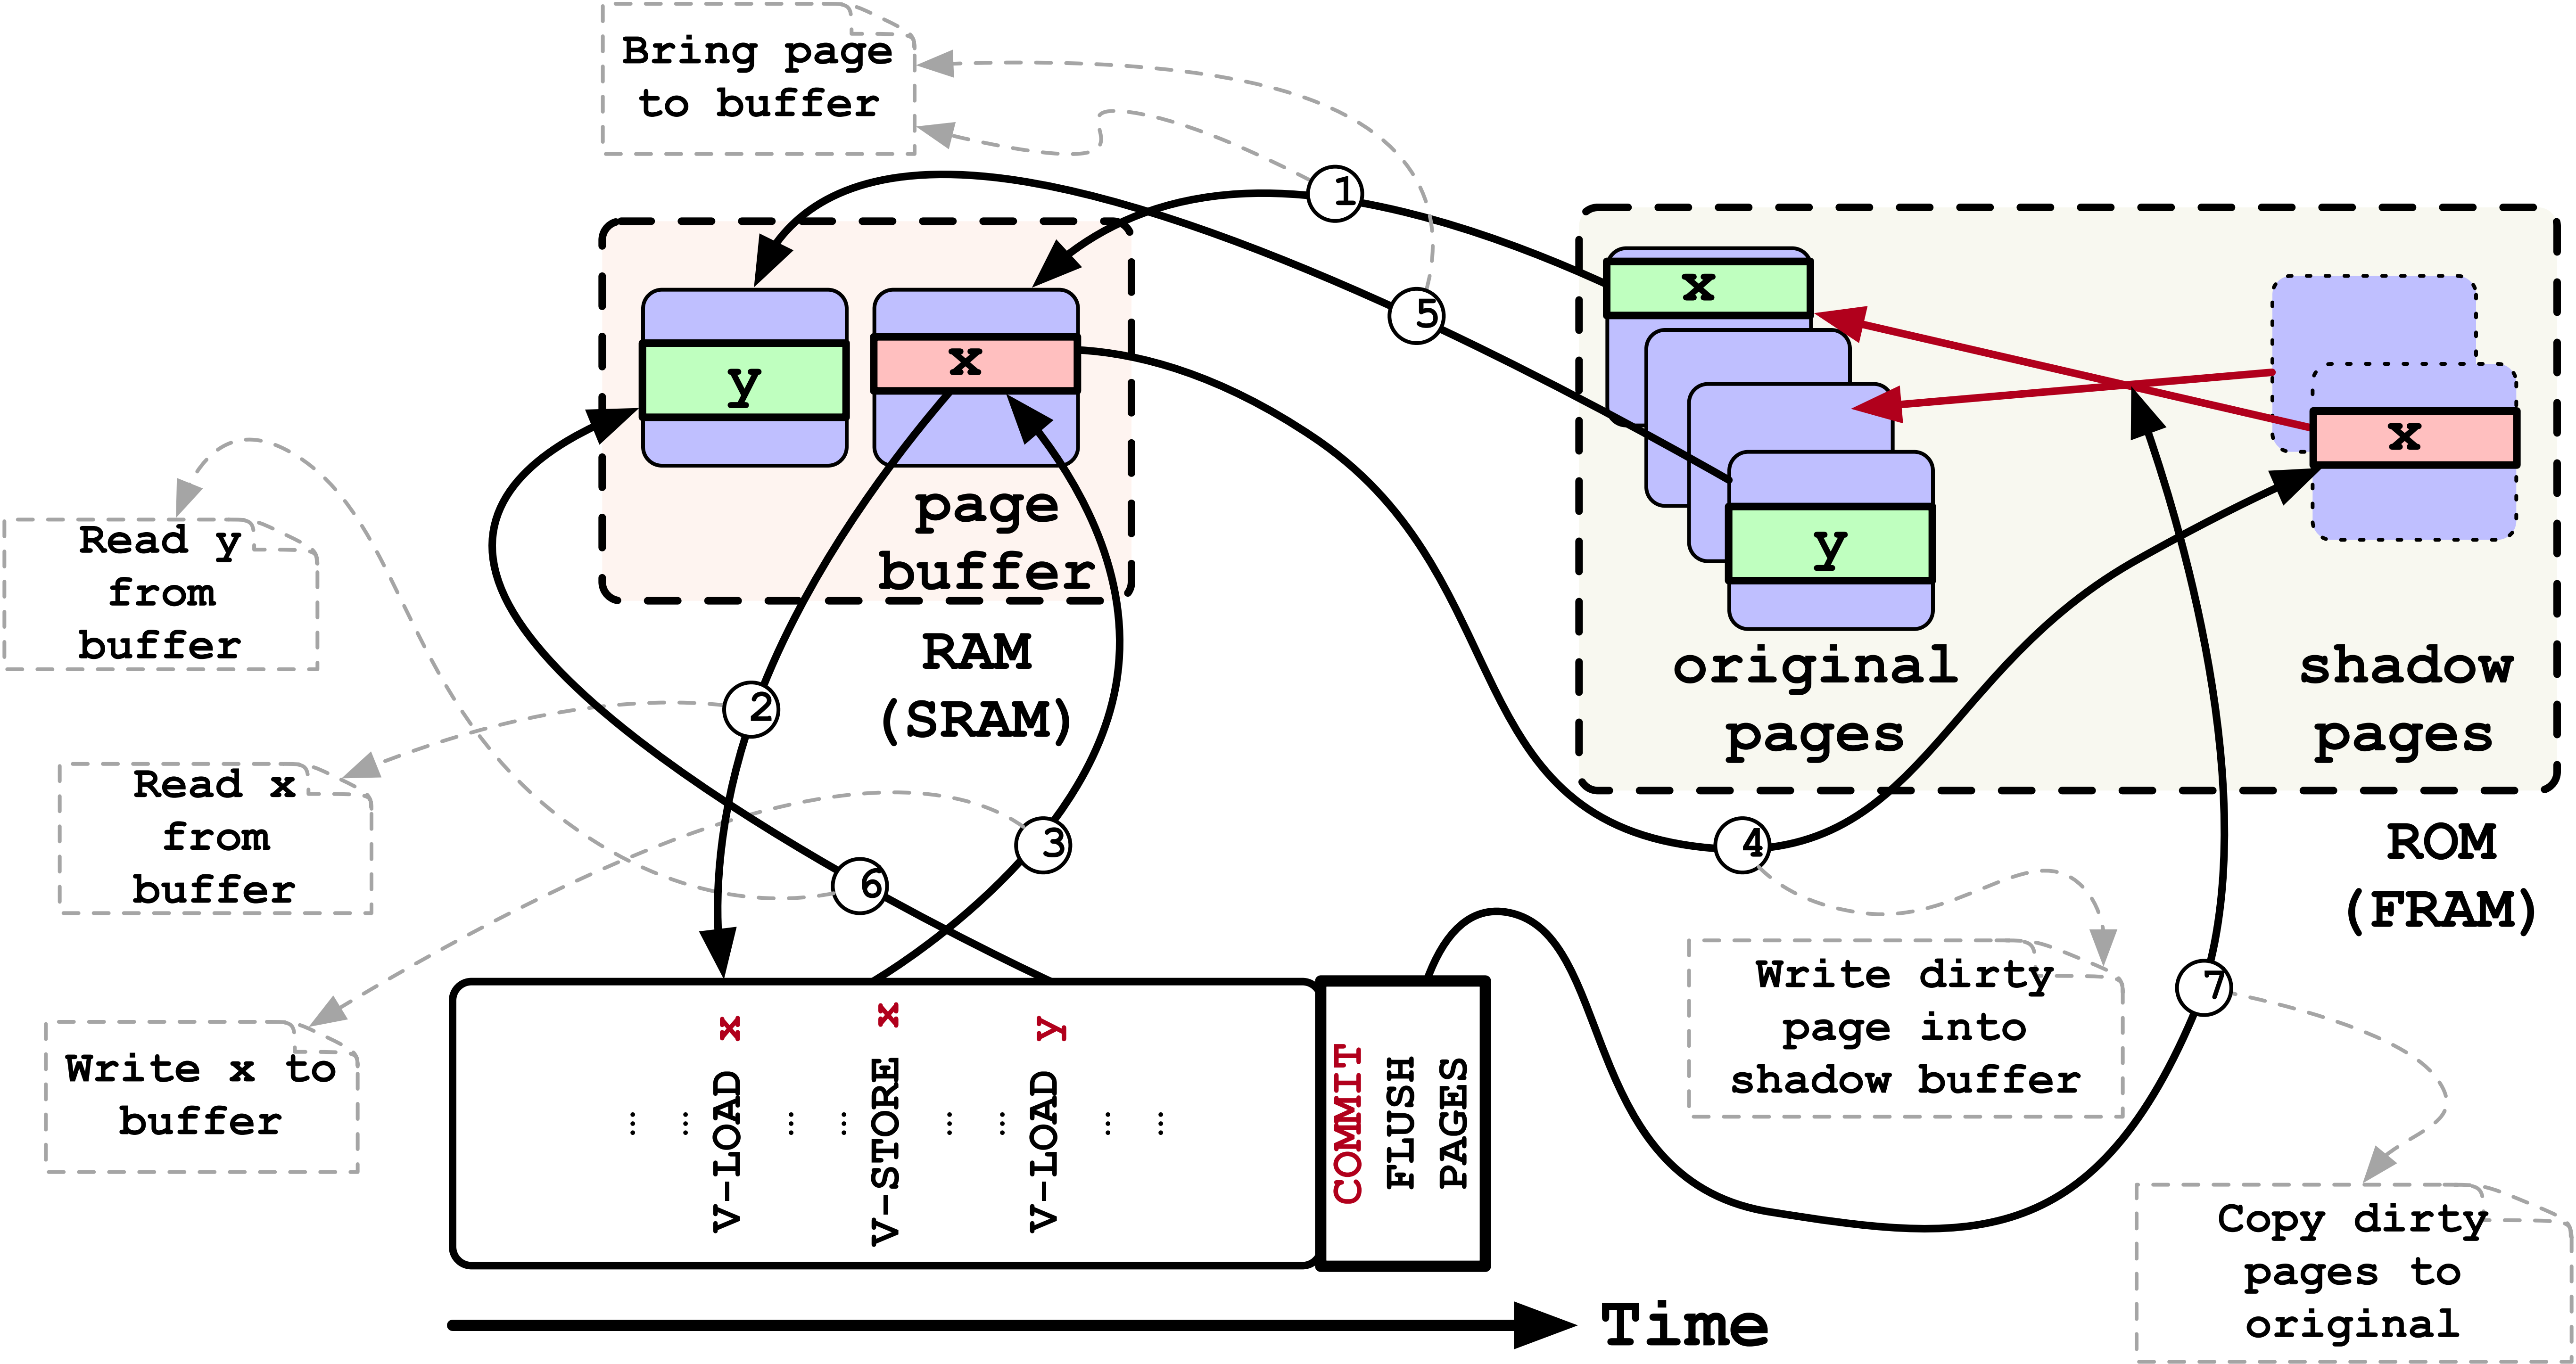 Bring page
to buffer
1
5
x
x
y
x
y
page
buffer
RAM
(SRAM)
original
pages
shadow
pages
ROM
(FRAM)
Read y
from
buffer
2
Read x
from
buffer
3
4
6
7
Write x to
buffer
Write dirty
page into
shadow buffer
Copy dirty
pages to
original
...
...
V-LOAD x
...
...
V-STORE x
...
...
V-LOAD y
...
...
COMMIT
FLUSH
PAGES
Time